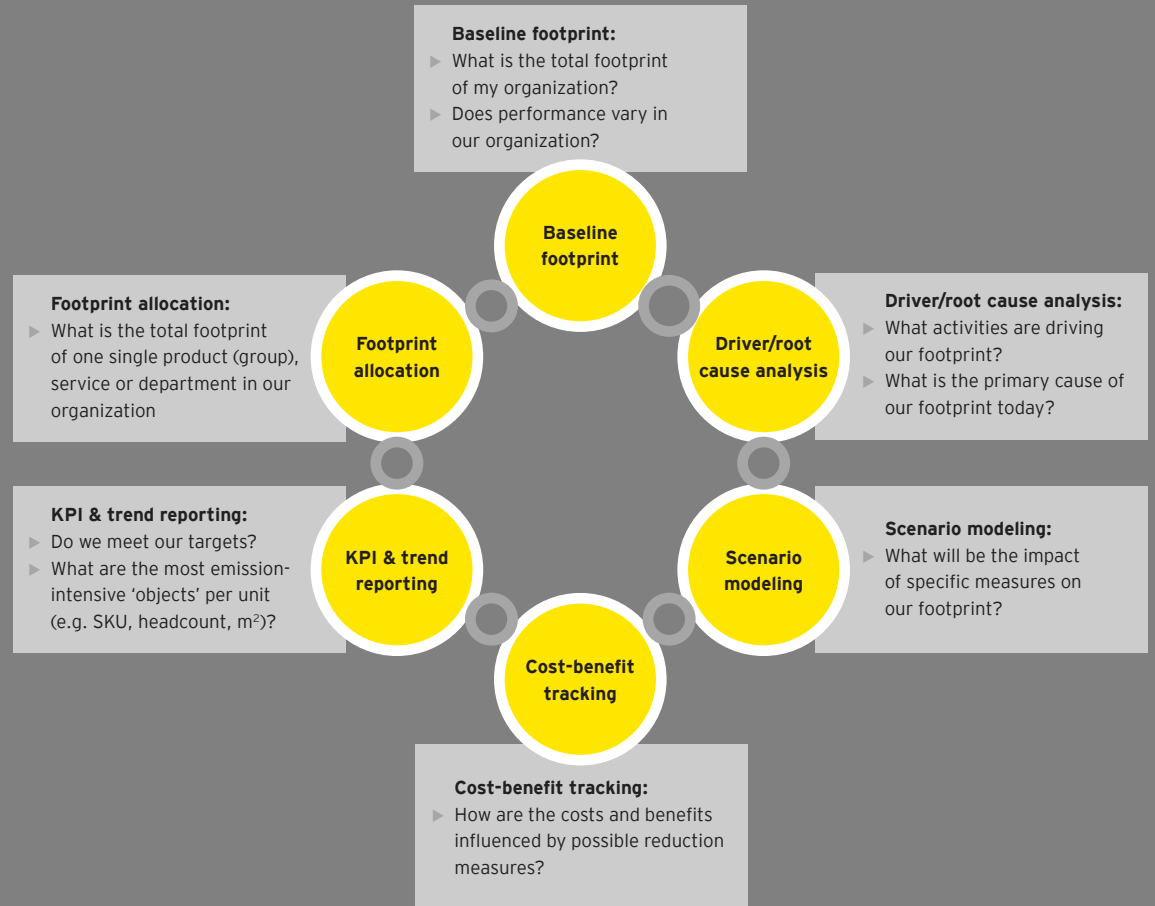 Baseline footprint:
▶ What is the total footprint
of my organization?
▶ Does performance vary in
our organization?
Baseline
footprint
Footprint allocation:
▶ What is the total footprint
of one single product (group),
service or department in our
organization
Footprint
allocation
Driver/root
cause analysis
Driver/root cause analysis:
▶ What activities are driving
our footprint?
▶ What is the primary cause of
our footprint today?
KPI & trend reporting:
▶ Do we meet our targets?
▶ What are the most emission-
intensive ‘objects’ per unit
(e.g. SKU, headcount, m²)?
KPI & trend
reporting
Scenario
modeling
Scenario modeling:
▶ What will be the impact
of specific measures on
our footprint?
Cost-benefit
tracking
Cost-benefit tracking:
▶ How are the costs and benefits
influenced by possible reduction
measures?